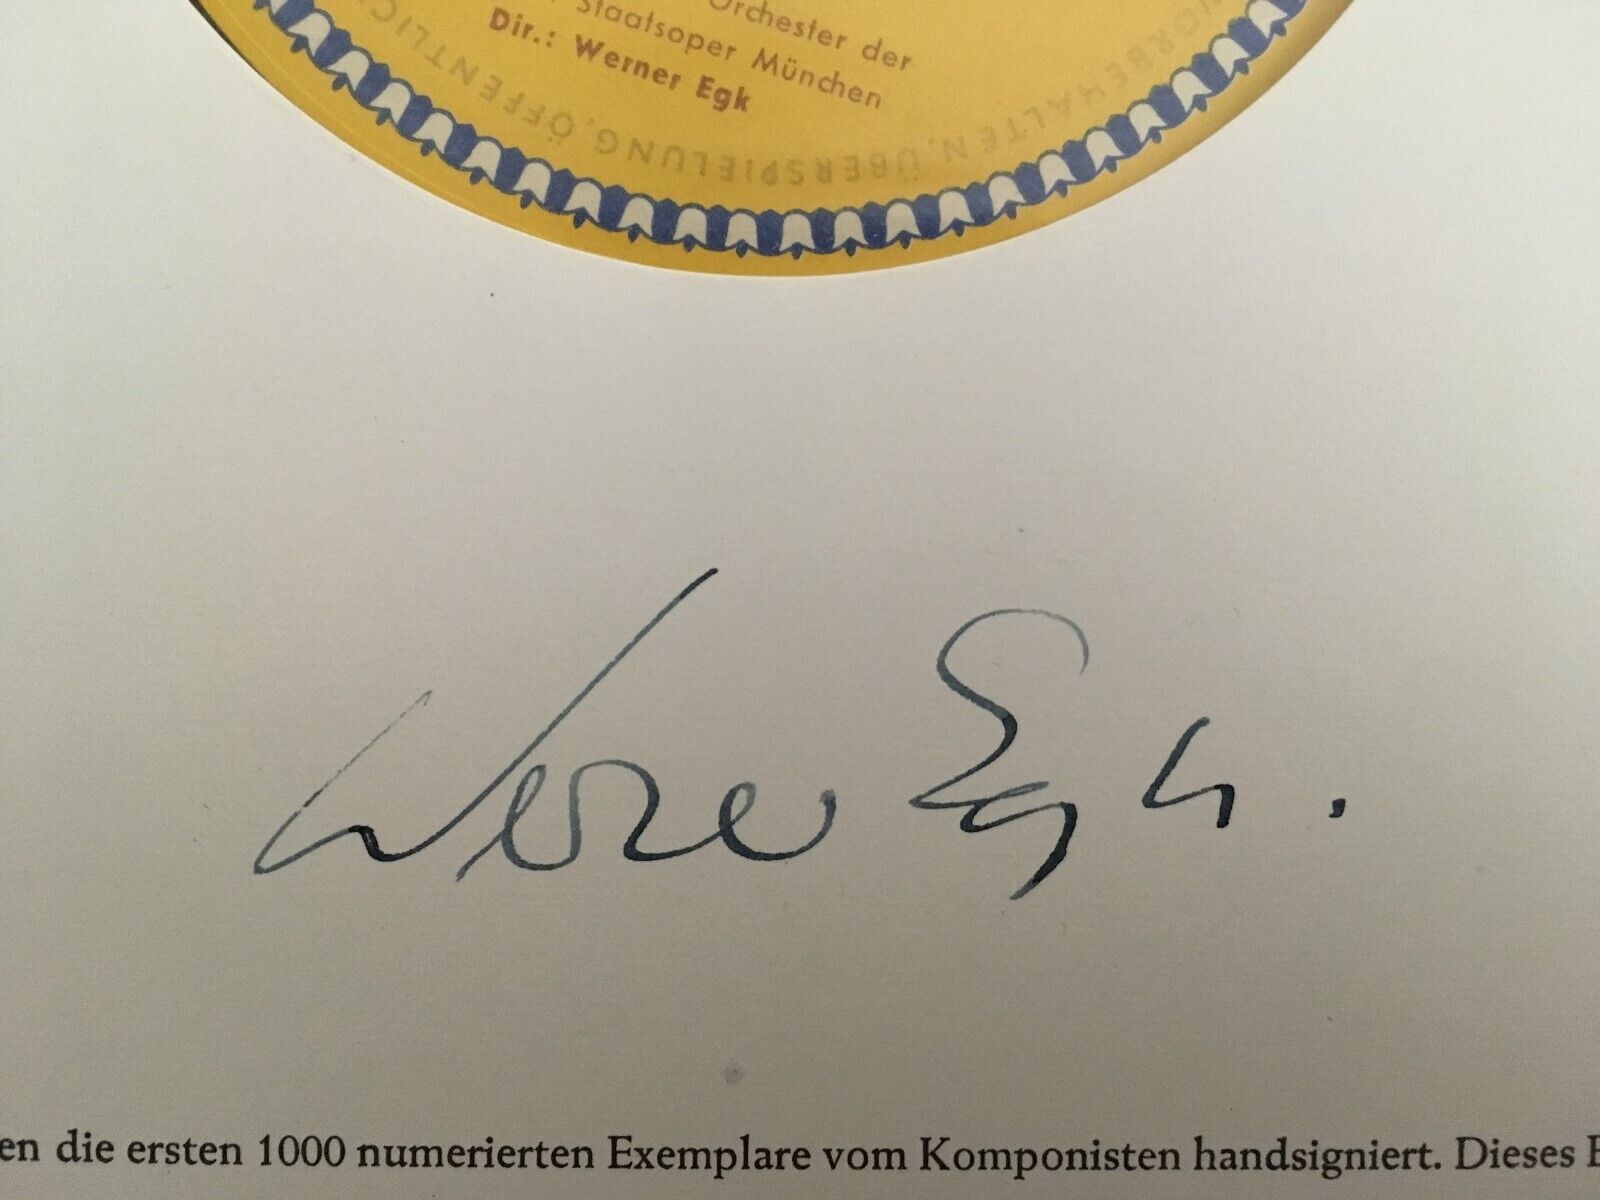 Orchester der
Staatsoper München
Dir.: Werner Egk
VORBEHALTEN. ÜBERSPIELUNG, ÖFFENTLIC
Werner Egk.
en die ersten 1000 numerierten Exemplare vom Komponisten handsigniert. Dieses E